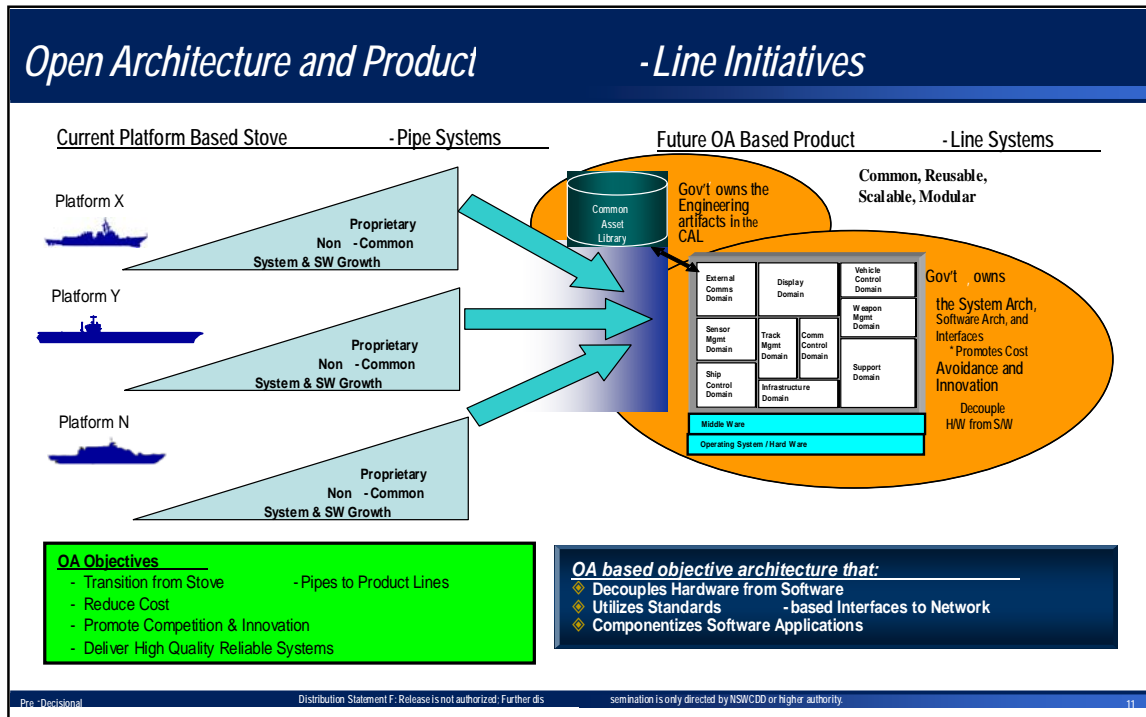 Open Architecture and Product - Line Initiatives
Current Platform Based Stove - Pipe Systems
Platform X
Proprietary
Non - Common
System & SW Growth
Platform Y
Proprietary
Non - Common
System & SW Growth
Platform N
Proprietary
Non - Common
System & SW Growth
Future OA Based Product - Line Systems
Common, Reusable,
Scalable, Modular
Common
Asset
Library
Gov't owns the
Engineering
artifacts in the
CAL
External
Comms
Domain
Display
Domain
Vehicle
Control
Domain
Weapon
Mgmt
Domain
Sensor
Mgmt
Domain
Track
Mgmt
Domain
Comm
Control
Domain
Support
Domain
Ship
Control
Domain
Infrastructure
Domain
Middle Ware
Operating System / Hard Ware
Gov't , owns
the System Arch,
Software Arch, and
Interfaces
* Promotes Cost
Avoidance and
Innovation
Decouple
H/W from S/W
OA Objectives
- Transition from Stove - Pipes to Product Lines
- Reduce Cost
- Promote Competition & Innovation
- Deliver High Quality Reliable Systems
OA based objective architecture that:
Decouples Hardware from Software
Utilizes Standards - based Interfaces to Network
Componentizes Software Applications
Pre -Decisional
Distribution Statement F: Release is not authorized; Further dis semination is only directed by NSWCDD or higher authority.
11